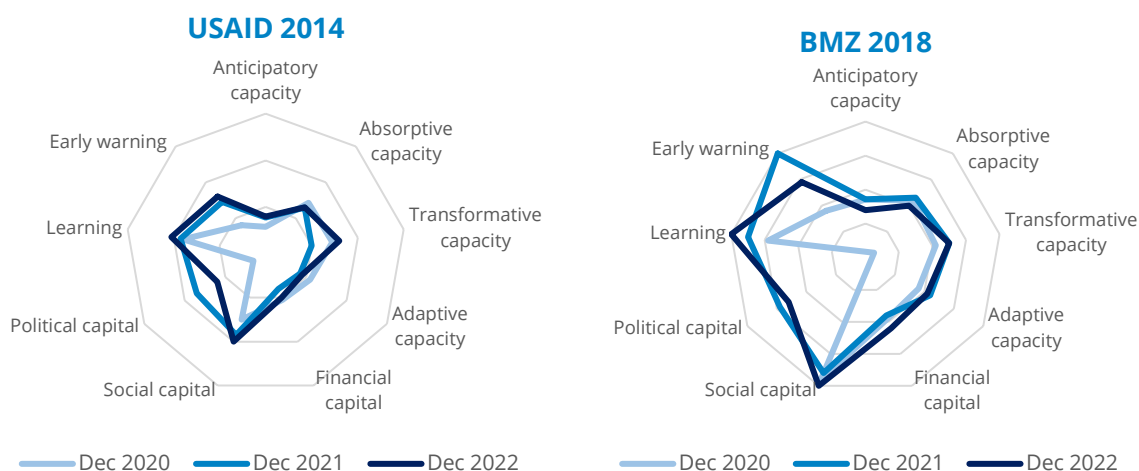 USAID 2014
Anticipatory
capacity
Absorptive
capacity
Transformative
capacity
Adaptive
capacity
Financial
capital
Social capital
Political capital
Learning
Early warning
Dec 2020
Dec 2021
Dec 2022
BMZ 2018
Anticipatory
capacity
Absorptive
capacity
Transformative
capacity
Adaptive
capacity
Financial
capital
Social capital
Political capital
Learning
Early warning
Dec 2020
Dec 2021
Dec 2022